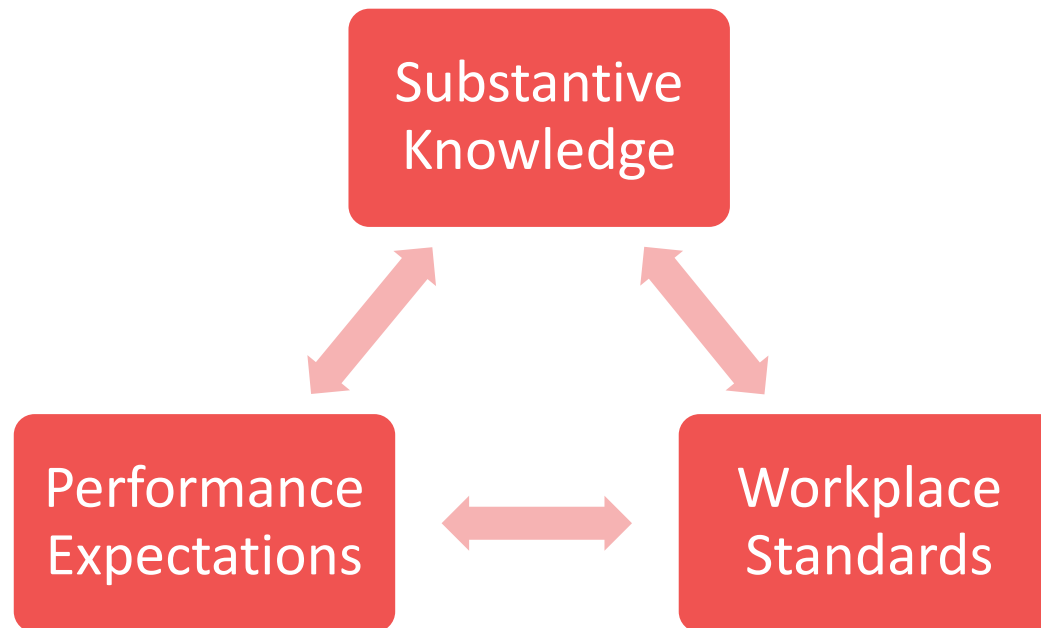 Substantive
Knowledge
Performance
Expectations
Workplace
Standards